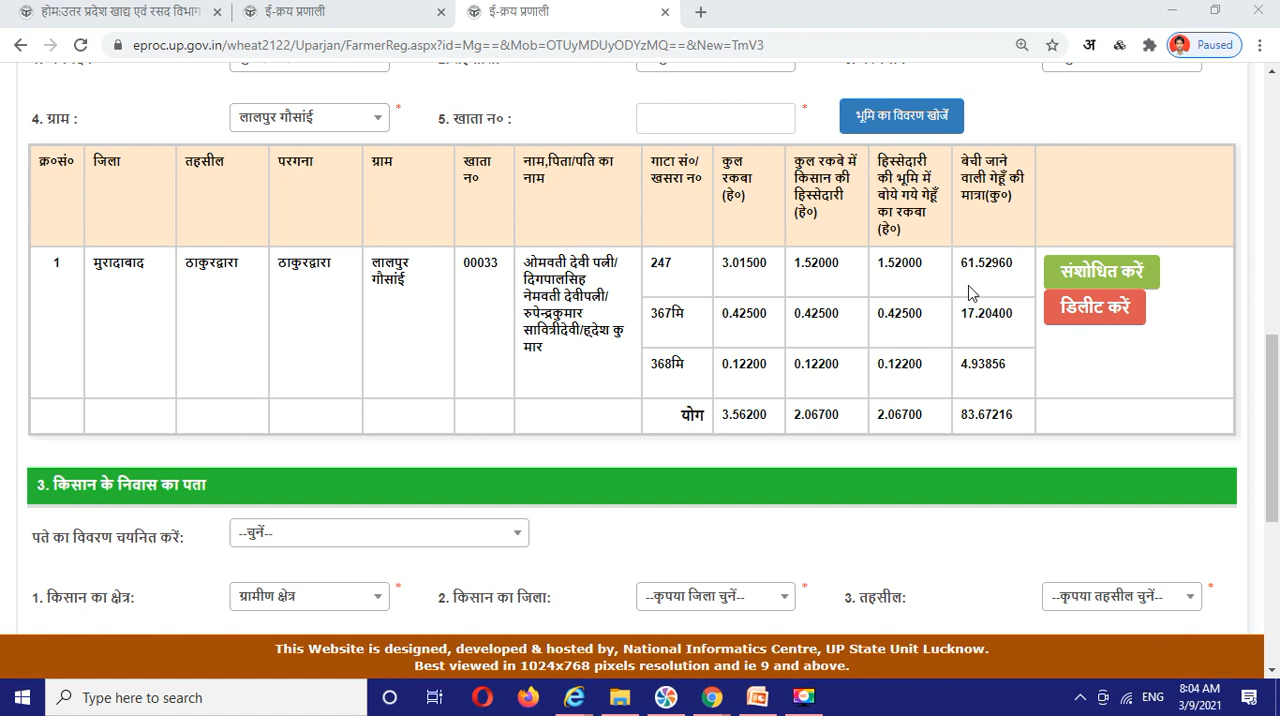 होम:उतर प्रदेश खाद्य एवं रसद विभाग
ई-क्रय प्रणाली
ई-क्रय प्रणाली
eproc.up.gov.in/wheat2122/Uparjan/FarmerReg.aspx?id=Mg==&Mob=OTUyMDUyODYzMQ==&New=TmV3
अ
Paused
4. ग्राम :
लालपुर गौसांई
*
5. खाता न० :
*
भूमि का विवरण खोजें
क्र०सं०
जिला
तहसील
परगना
ग्राम
खाता
न०
नाम,पिता/पति का
नाम
गाटा सं०/
खसरा न०
कुल
रकबा
(हे०)
कुल रकबे में
किसान की
हिस्सेदारी
(हे०)
हिस्सेदारी
की भूमि में
बोये गये गेहूँ
का रकबा
(हे०)
बेची जाने
वाली गेहूँ की
मात्रा(कु०)
1
मुरादाबाद
ठाकुरद्वारा
ठाकुरद्वारा
लालपुर
गौसांई
00033
ओमवती देवी पत्नी/
दिगपालसिह
नेमवती देवीपत्नी/
रुपेन्द्रकुमार
सावित्रीदेवी/हृदेश कु
मार
247
3.01500
1.52000
1.52000
61.52960
367मि
0.42500
0.42500
0.42500
17.20400
368मि
0.12200
0.12200
0.12200
4.93856
संशोधित करें
डिलीट करें
योग
3.56200
2.06700
2.06700
83.67216
3. किसान के निवास का पता
पते का विवरण चयनित करें:
--चुनें--
1. किसान का क्षेत्र:
ग्रामीण क्षेत्र
*
2. किसान का जिला:
--कृपया जिला चुनें--
*
3. तहसील:
--कृपया तहसील चुनें--
*
This Website is designed, developed & hosted by, National Informatics Centre, UP State Unit Lucknow.
Best viewed in 1024x768 pixels resolution and ie 9 and above.
Type here to search
ENG
8:04 AM
3/9/2021